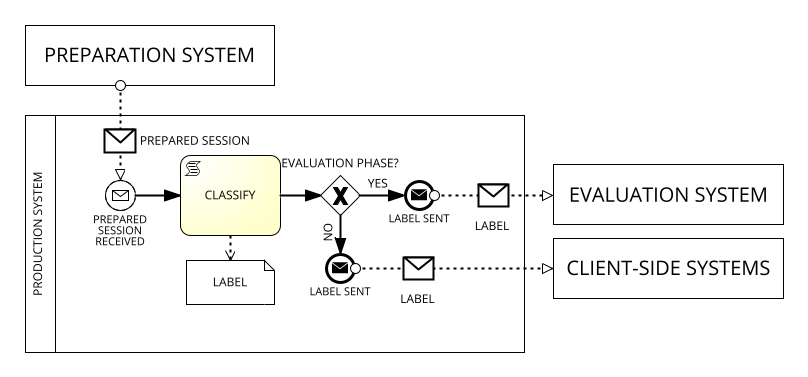 PREPARATION SYSTEM
PREPARED SESSION
EVALUATION PHASE?
CLASSIFY
YES
PREPARED
SESSION
RECEIVED
LABEL SENT
LABEL
EVALUATION SYSTEM
PRODUCTION SYSTEM
NO
LABEL
LABEL SENT
LABEL
CLIENT-SIDE SYSTEMS